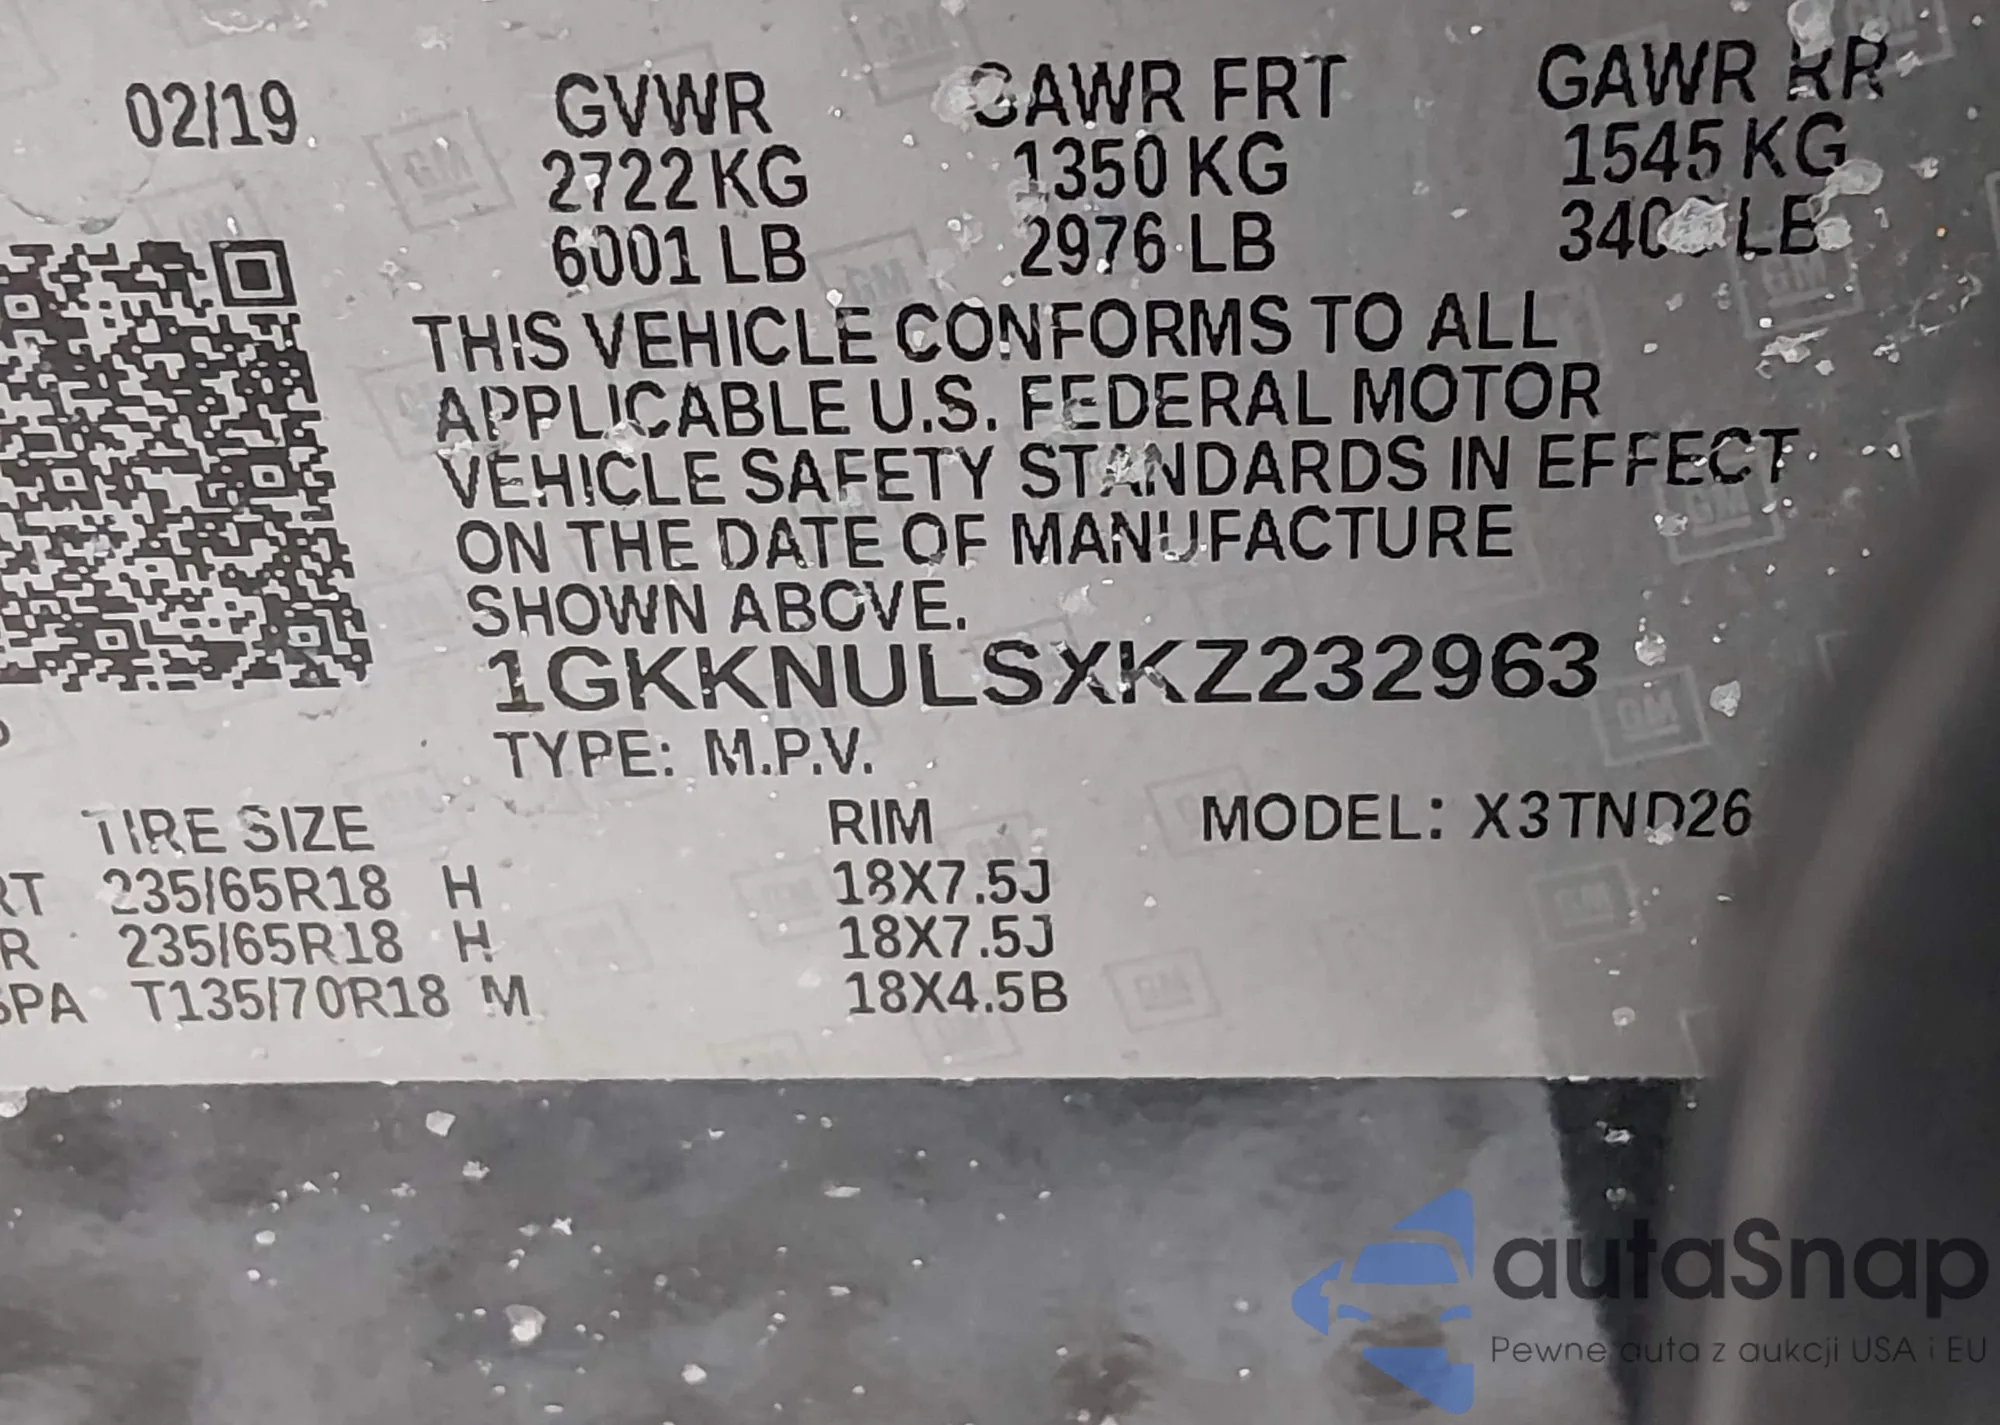 02/19 GVWR GAWR FRT GAWR RR
2722 KG 1350 KG 1545 KG
6001 LB 2976 LB LB
THIS VEHICLE CONFORMS TO ALL
APPLICABLE U.S. FEDERAL MOTOR
VEHICLE SAFETY STANDARDS IN EFFECT
ON THE DATE OF MANUFACTURE
SHOWN ABOVE.
1GKKNULSXKZ232963
TYPE: M.P.V.
TIRE SIZE RIM MODEL: X3TND26
235/65R18 H 18X7.5J
235/65R18 H 18X7.5J
SPA T135/70R18 M 18X4.5B
autaSnap
Pewne auta z aukcji USA i EU